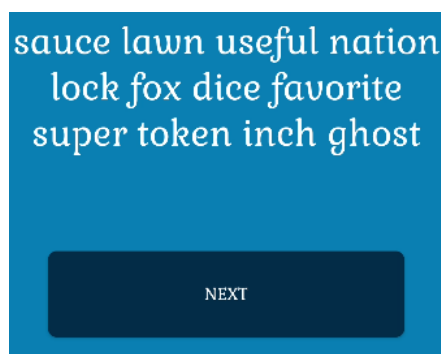 sauce lawn useful nation
lock fox dice favorite
super token inch ghost
NEXT